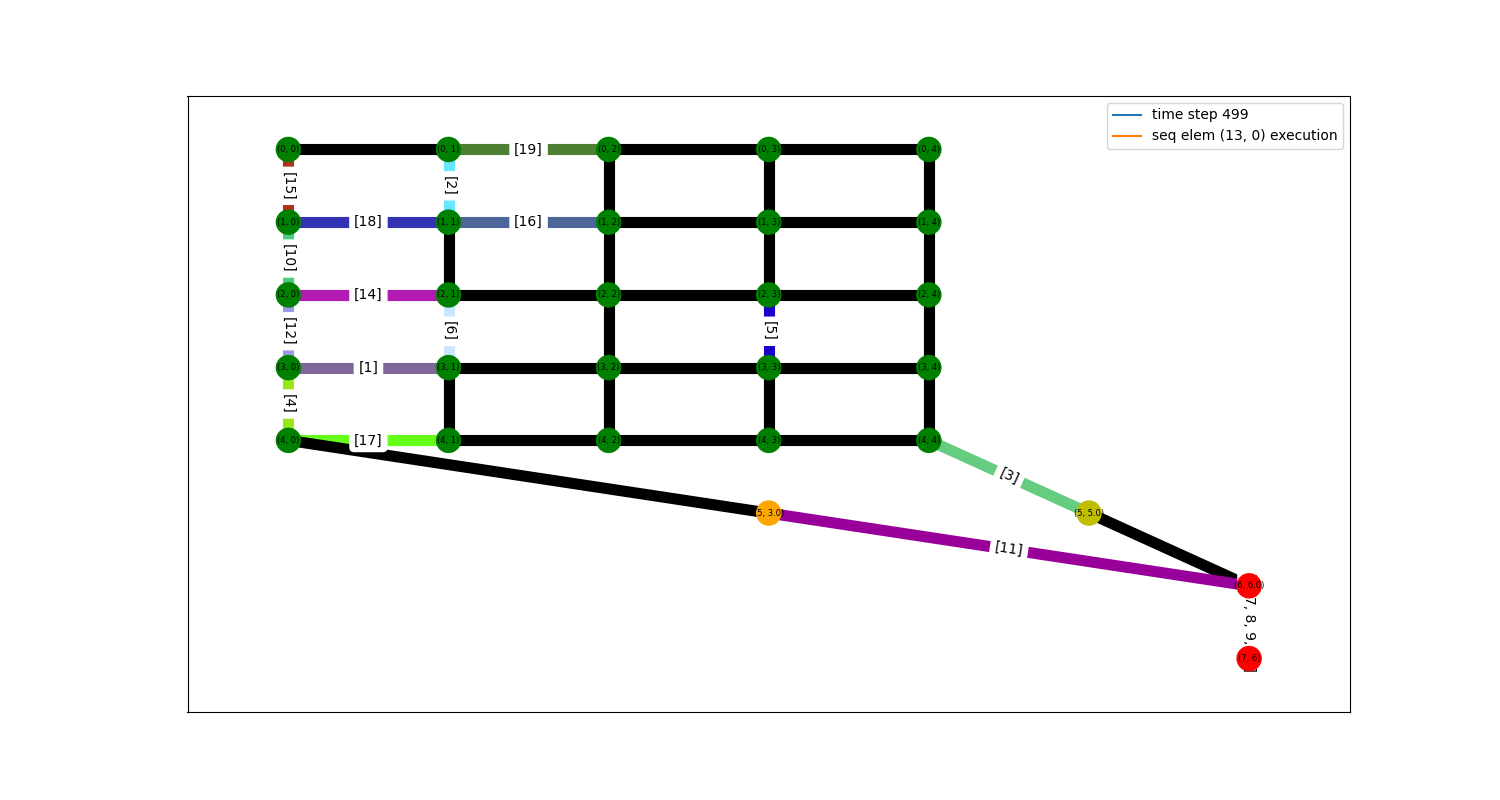 time step 499
seq elem (13, 0) execution
(0, 0) [19] (0, 1) (0, 2) (0, 3) (0, 4)
[15] [2]
(1, 0) [18] (1, 1) [16] (1, 2) (1, 3) (1, 4)
[10]
(2, 0) [14] (2, 1) (2, 2) (2, 3) (2, 4)
[12] [6] [5]
(3, 0) [1] (3, 1) (3, 2) (3, 3) (3, 4)
[4]
(4, 0) [17] (4, 1) (4, 2) (4, 3) (4, 4)
[3]
(5, 3.0) (5, 5.0)
[11]
(6, 6.0)
7, 8, 9,
(7, 6)